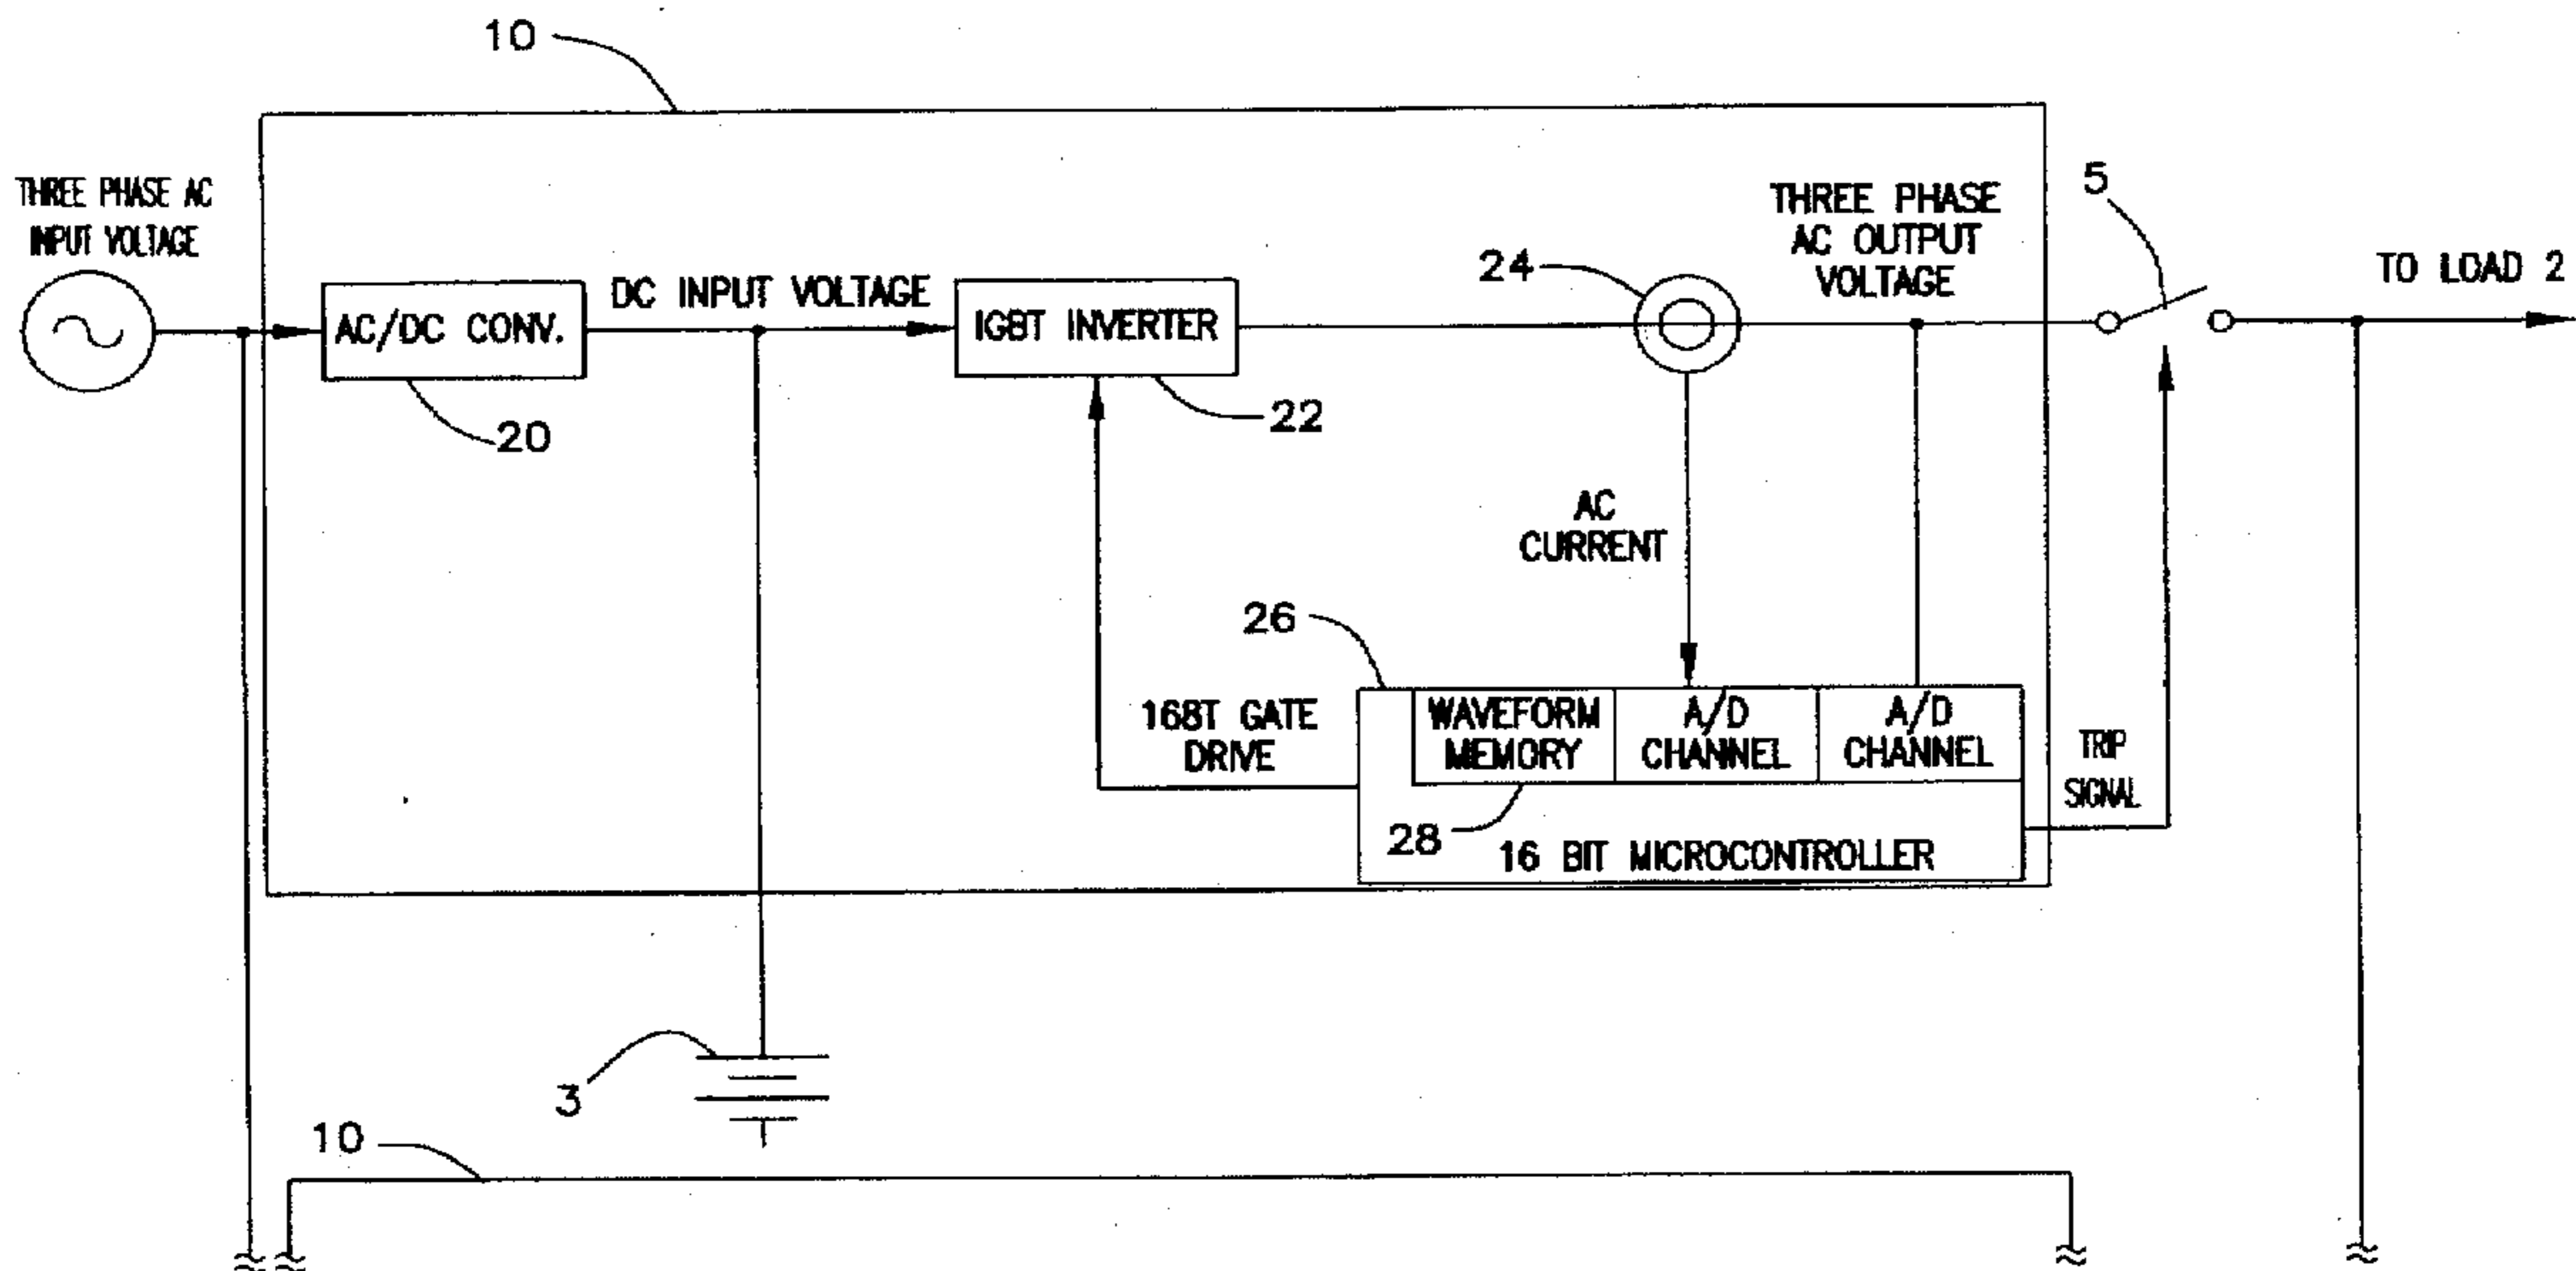 10
THREE PHASE AC
INPUT VOLTAGE
AC/DC CONV.
20
DC INPUT VOLTAGE
IGBT INVERTER
22
24
THREE PHASE
AC OUTPUT
VOLTAGE
5
TO LOAD 2
AC
CURRENT
26
168T GATE
DRIVE
WAVEFORM
MEMORY
A/D
CHANNEL
A/D
CHANNEL
28
16 BIT MICROCONTROLLER
TRIP
SIGNAL
3
10